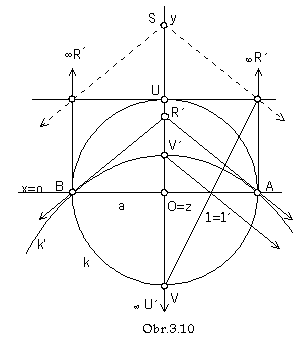 S y
∞R´ ∞R´
U
R´
V´
x=o B A
a O=z
1=1´
k' k
∞U´ V
Obr.3.10